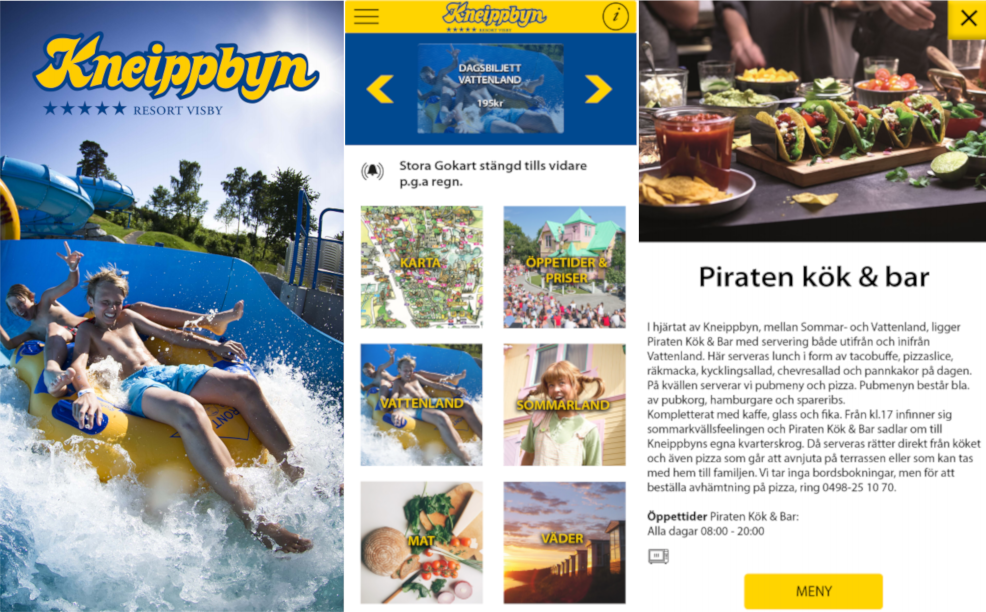 Kneippbyn
★★★★★ RESORT VISBY
Kneippbyn
★★★★★ RESORT VISBY
i
DAGSBILJETT
VATTENLAND
195kr
Stora Gokart stängd tills vidare
p.g.a regn.
KARTA
ÖPPETIDER &
PRISER
VATTENLAND
SOMMARLAND
MAT
VÄDER
Piraten kök & bar
I hjärtat av Kneippbyn, mellan Sommar- och Vattenland, ligger
Piraten Kök & Bar med servering både utifrån och inifrån
Vattenland. Här serveras lunch i form av tacobuffe, pizzaslice,
räkmacka, kycklingsallad, chevresallad och pannkakor på dagen.
På kvällen serverar vi pubmeny och pizza. Pubmenyn består bla.
av pubkorg, hamburgare och spareribs.
Kompletterat med kaffe, glass och fika. Från kl.17 infinner sig
sommarkvällsfeelingen och Piraten Kök & Bar sadlar om till
Kneippbyns egna kvarterskrog. Då serveras rätter direkt från köket
och även pizza som går att avnjuta på terrassen eller som kan tas
med hem till familjen. Vi tar inga bordsbokningar, men för att
beställa avhämtning på pizza, ring 0498-25 10 70.
Öppettider Piraten Kök & Bar:
Alla dagar 08:00 - 20:00
MENY